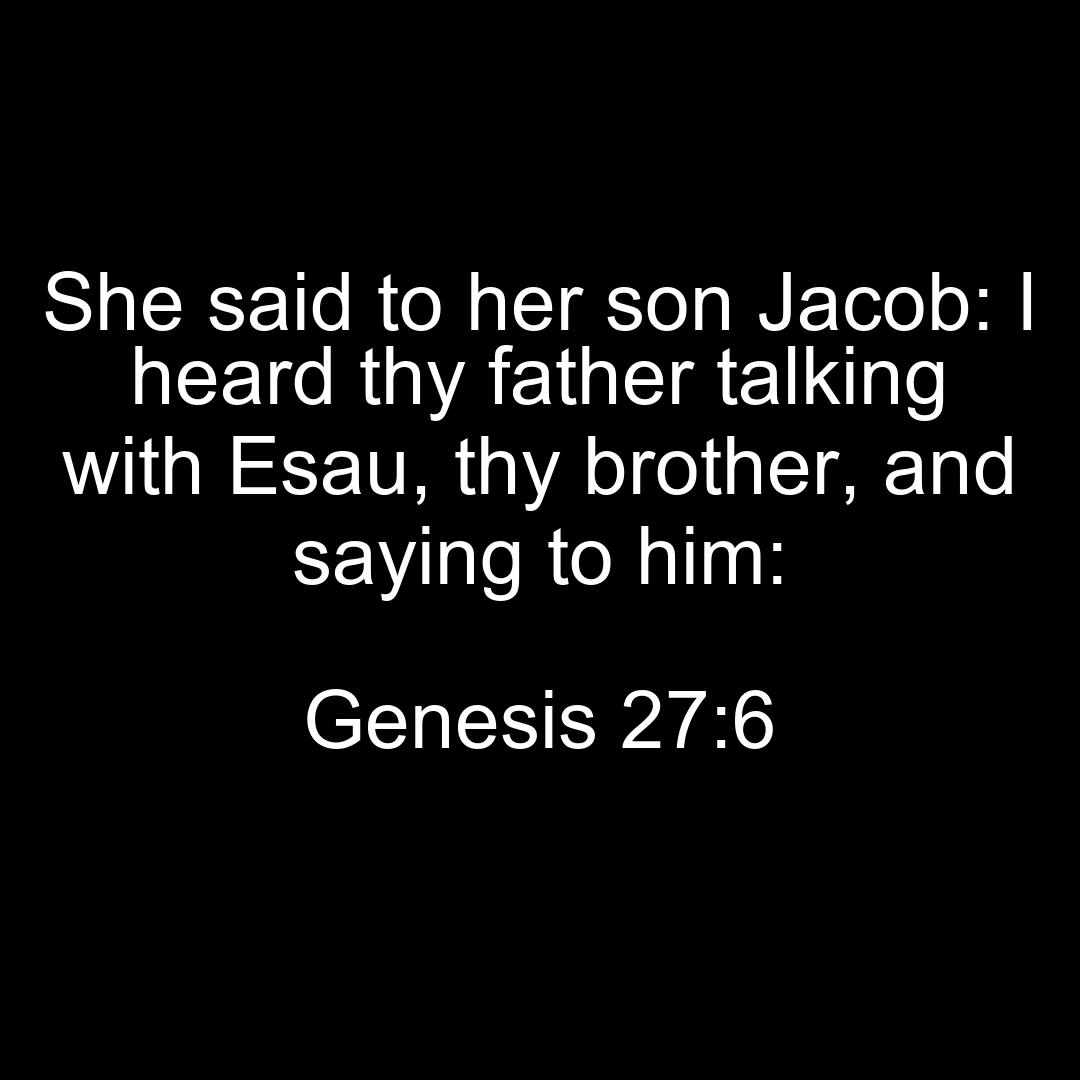 She said to her son Jacob: I
heard thy father talking
with Esau, thy brother, and
saying to him:
Genesis 27:6